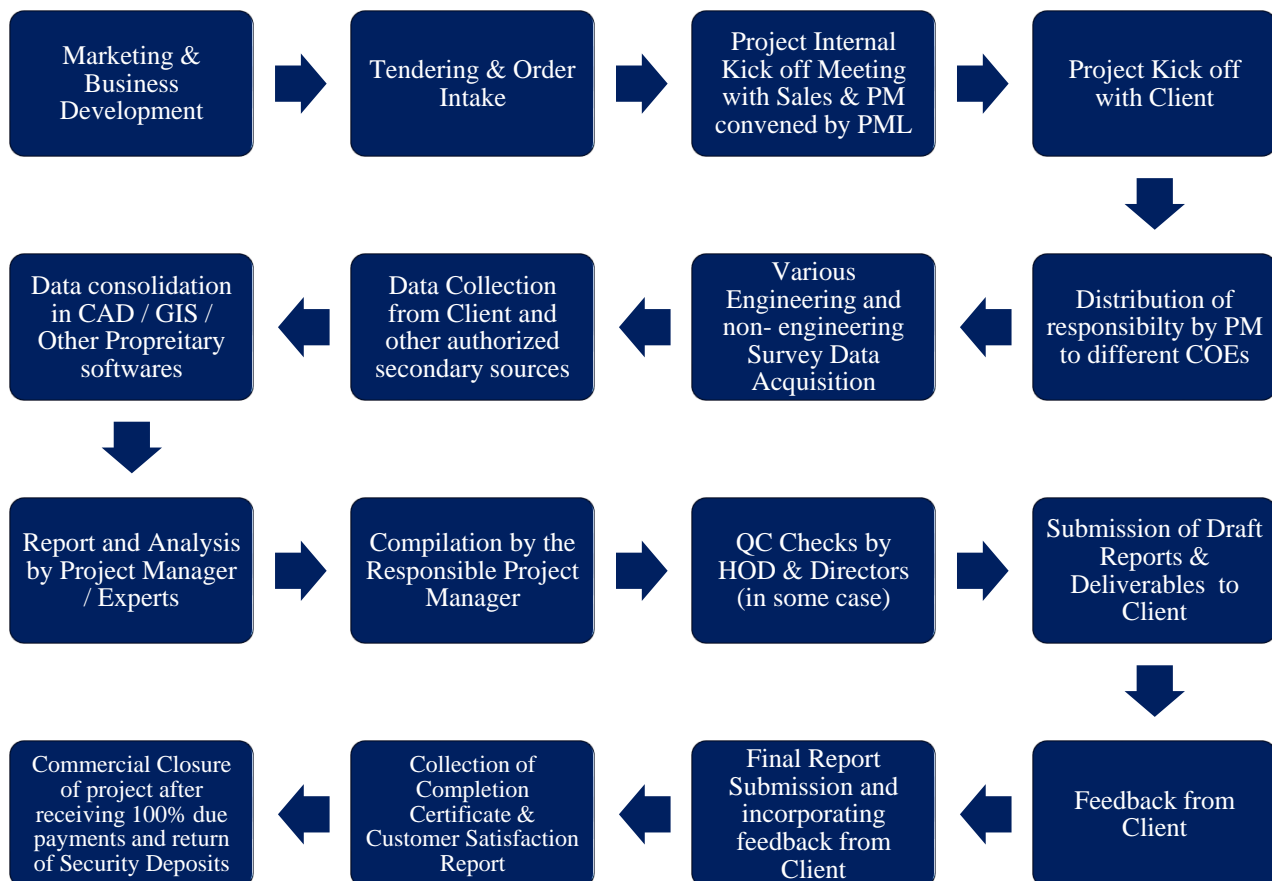 Marketing &
Business
Development
Tendering & Order
Intake
Project Internal
Kick off Meeting
with Sales & PM
convened by PML
Project Kick off
with Client
Distribution of
responsibilty by PM
to different COEs
Various
Engineering and
non- engineering
Survey Data
Acquisition
Data Collection
from Client and
other authorized
secondary sources
Data consolidation
in CAD / GIS /
Other Propreitary
softwares
Report and Analysis
by Project Manager
/ Experts
Compilation by the
Responsible Project
Manager
QC Checks by
HOD & Directors
(in some case)
Submission of Draft
Reports &
Deliverables to
Client
Feedback from
Client
Final Report
Submission and
incorporating
feedback from
Client
Collection of
Completion
Certificate &
Customer Satisfaction
Report
Commercial Closure
of project after
receiving 100% due
payments and return
of Security Deposits